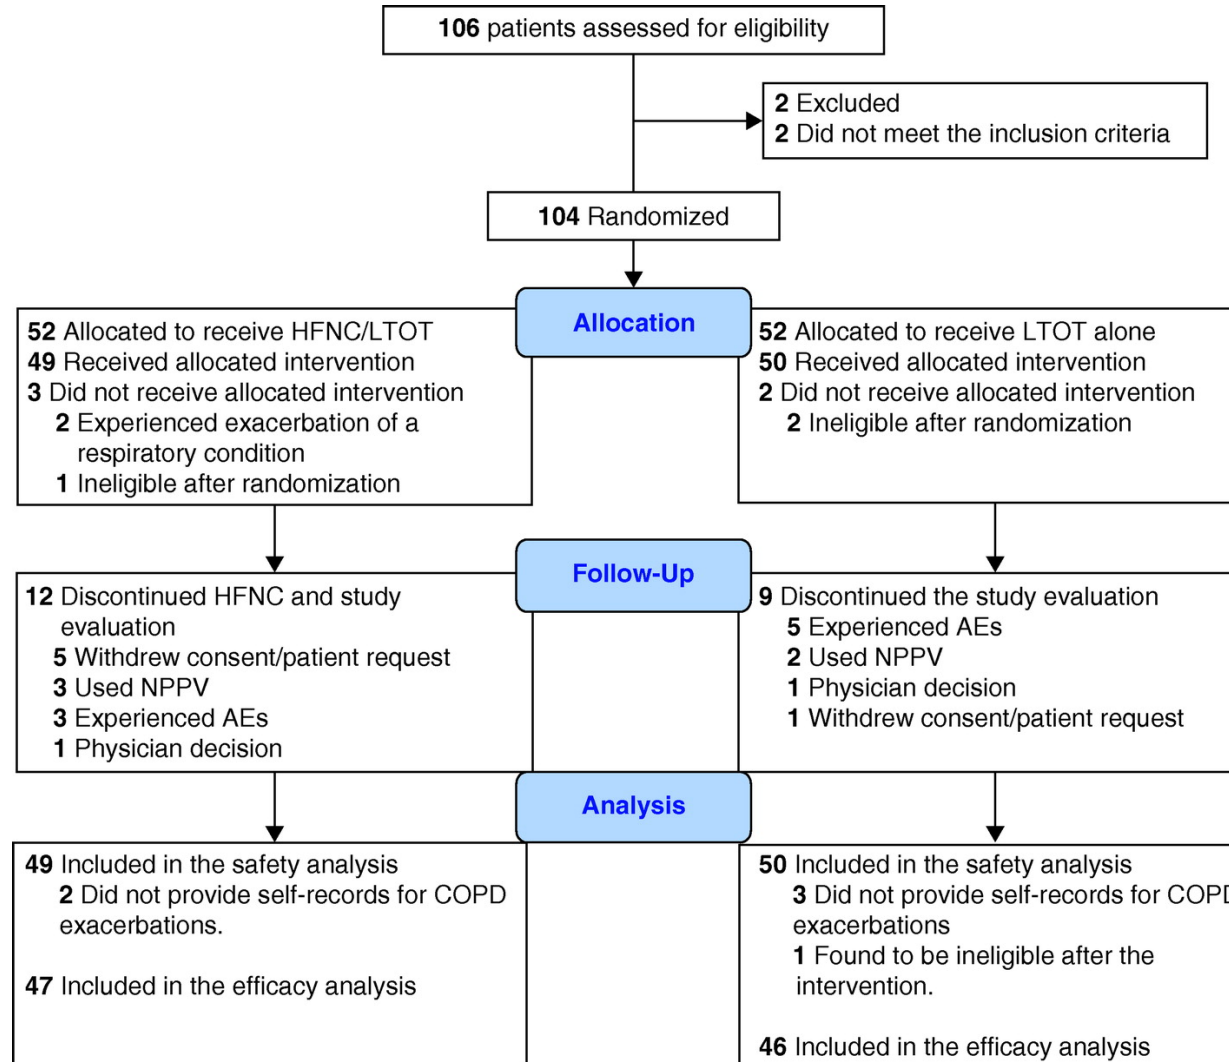 106 patients assessed for eligibility
2 Excluded
2 Did not meet the inclusion criteria
104 Randomized
Allocation
52 Allocated to receive HFNC/LTOT
49 Received allocated intervention
3 Did not receive allocated intervention
2 Experienced exacerbation of a
respiratory condition
1 Ineligible after randomization
52 Allocated to receive LTOT alone
50 Received allocated intervention
2 Did not receive allocated intervention
2 Ineligible after randomization
Follow-Up
12 Discontinued HFNC and study
evaluation
5 Withdrew consent/patient request
3 Used NPPV
3 Experienced AEs
1 Physician decision
9 Discontinued the study evaluation
5 Experienced AEs
2 Used NPPV
1 Physician decision
1 Withdrew consent/patient request
Analysis
49 Included in the safety analysis
2 Did not provide self-records for COPD
exacerbations.
47 Included in the efficacy analysis
50 Included in the safety analysis
3 Did not provide self-records for COPD
exacerbations
1 Found to be ineligible after the
intervention.
46 Included in the efficacy analysis